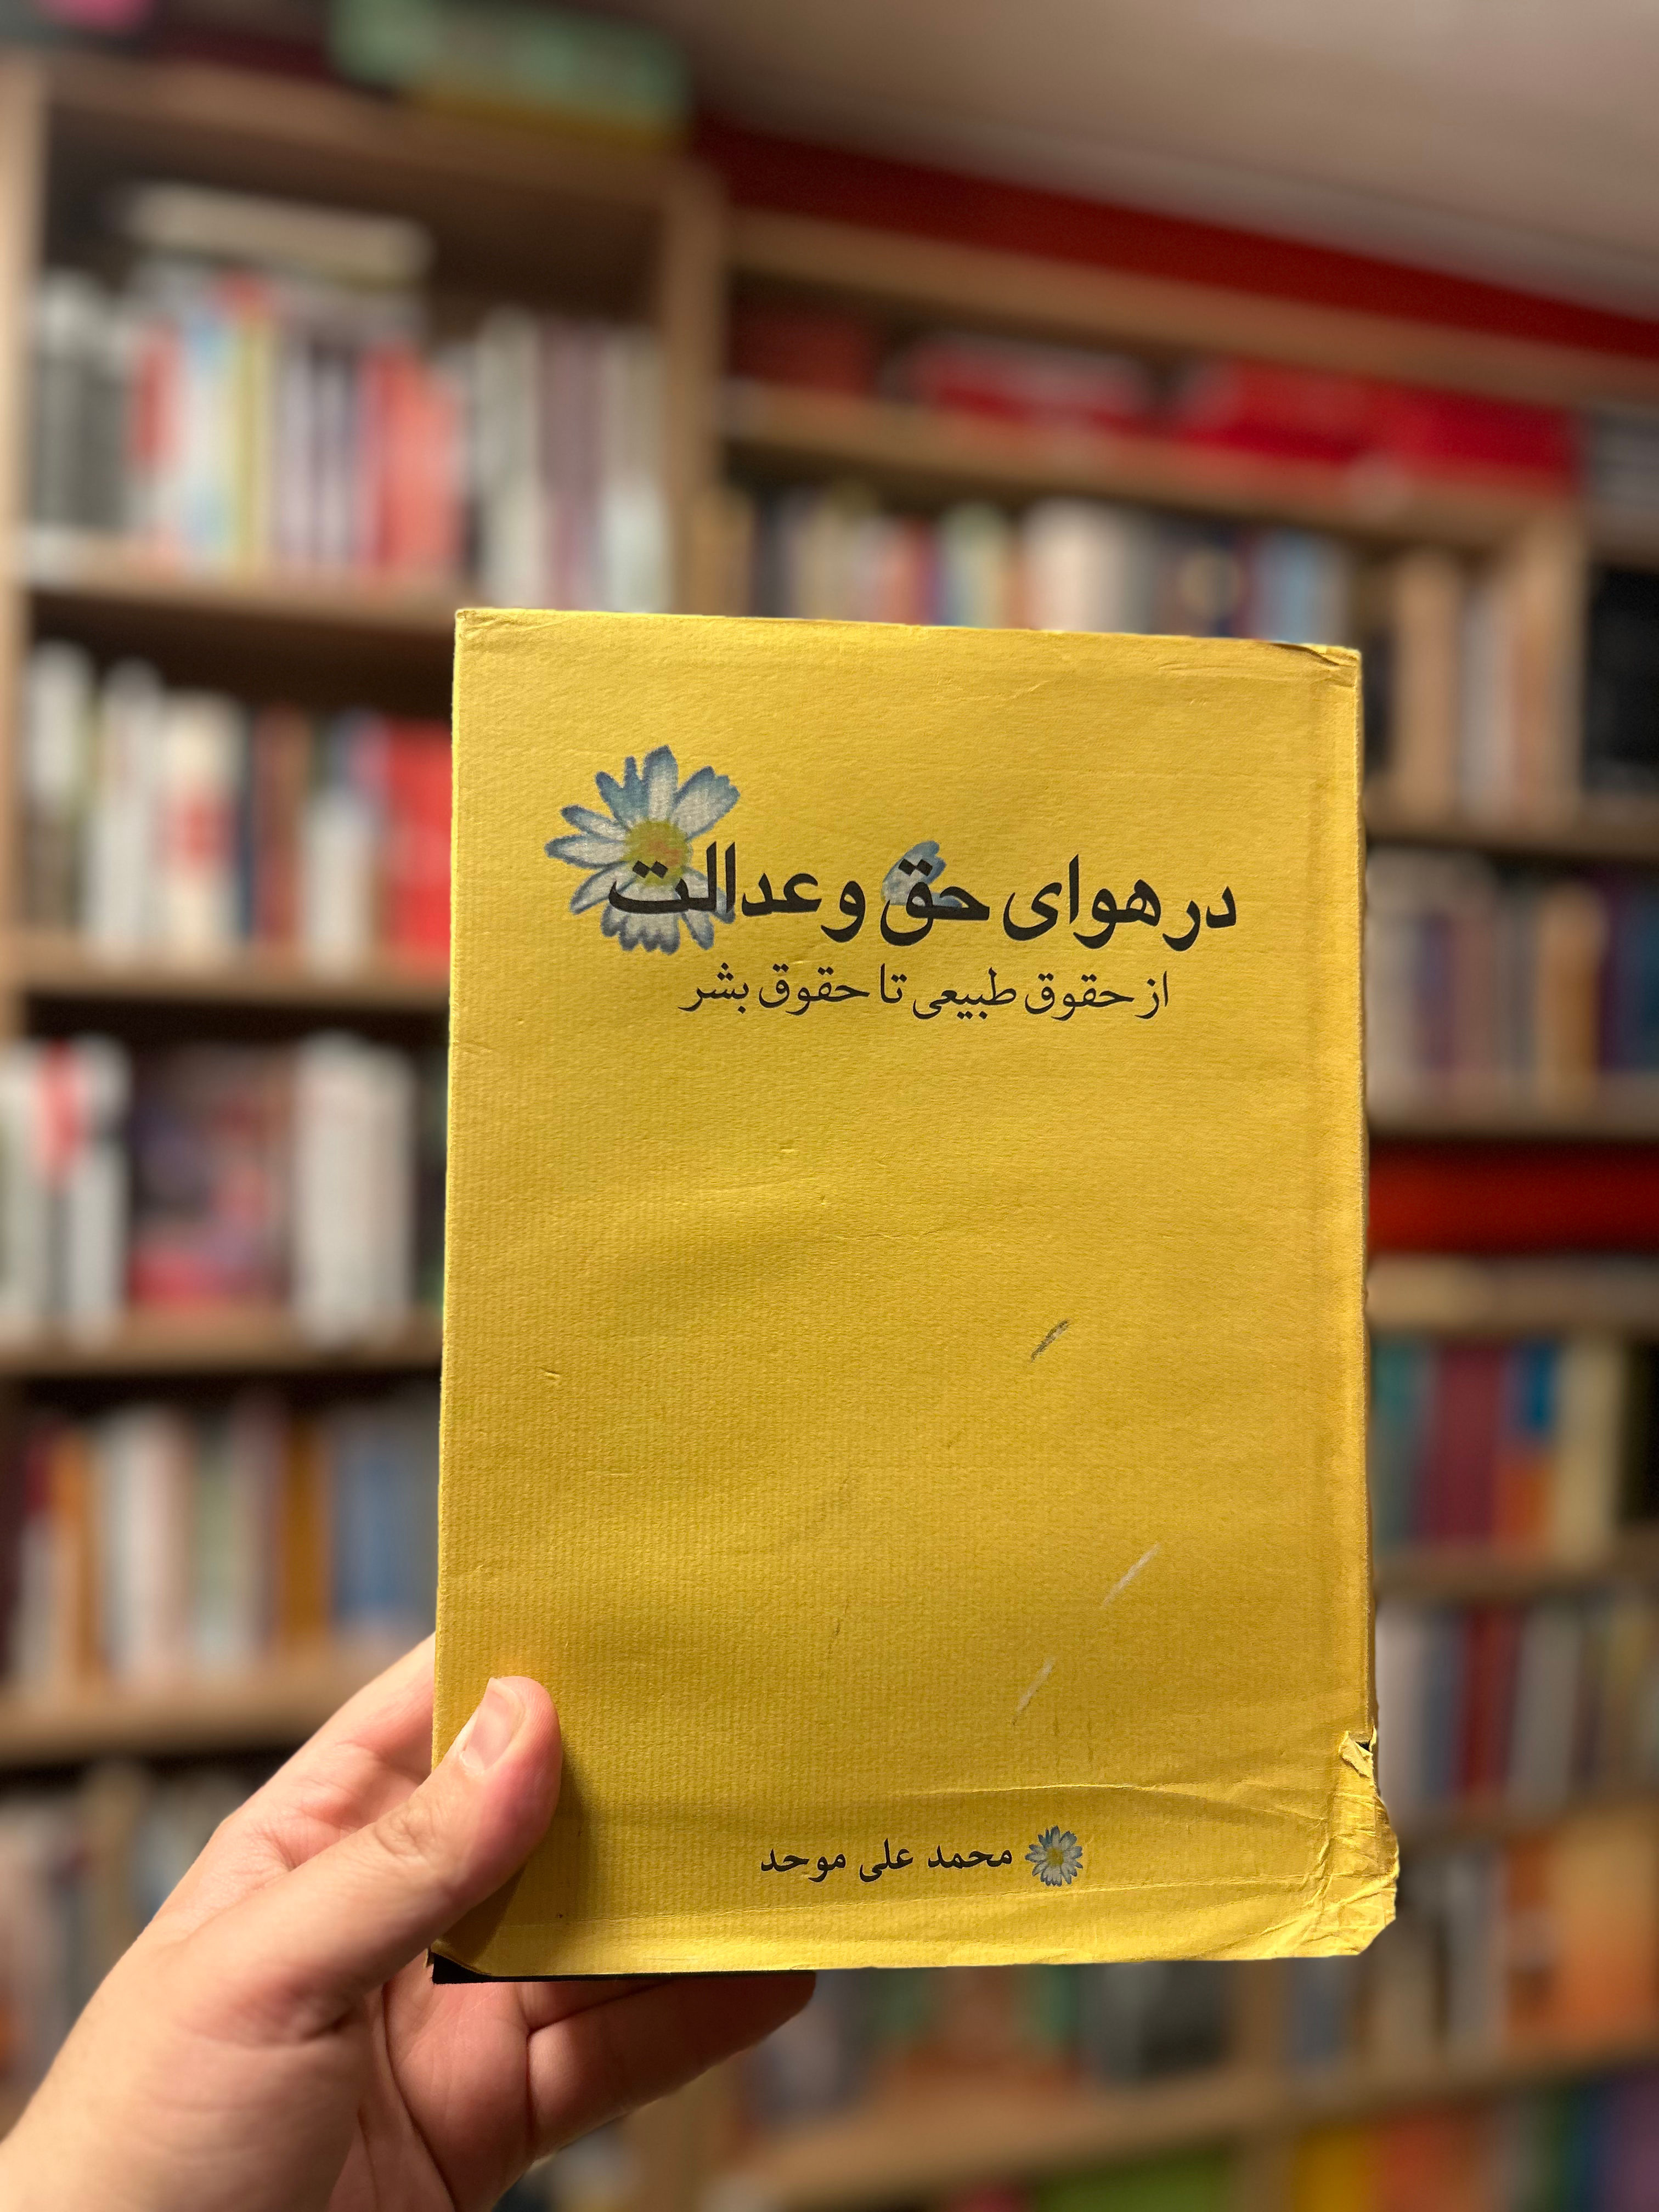 در هوای حق و عدالت
از حقوق طبیعی تا حقوق بشر
محمد علی موحد